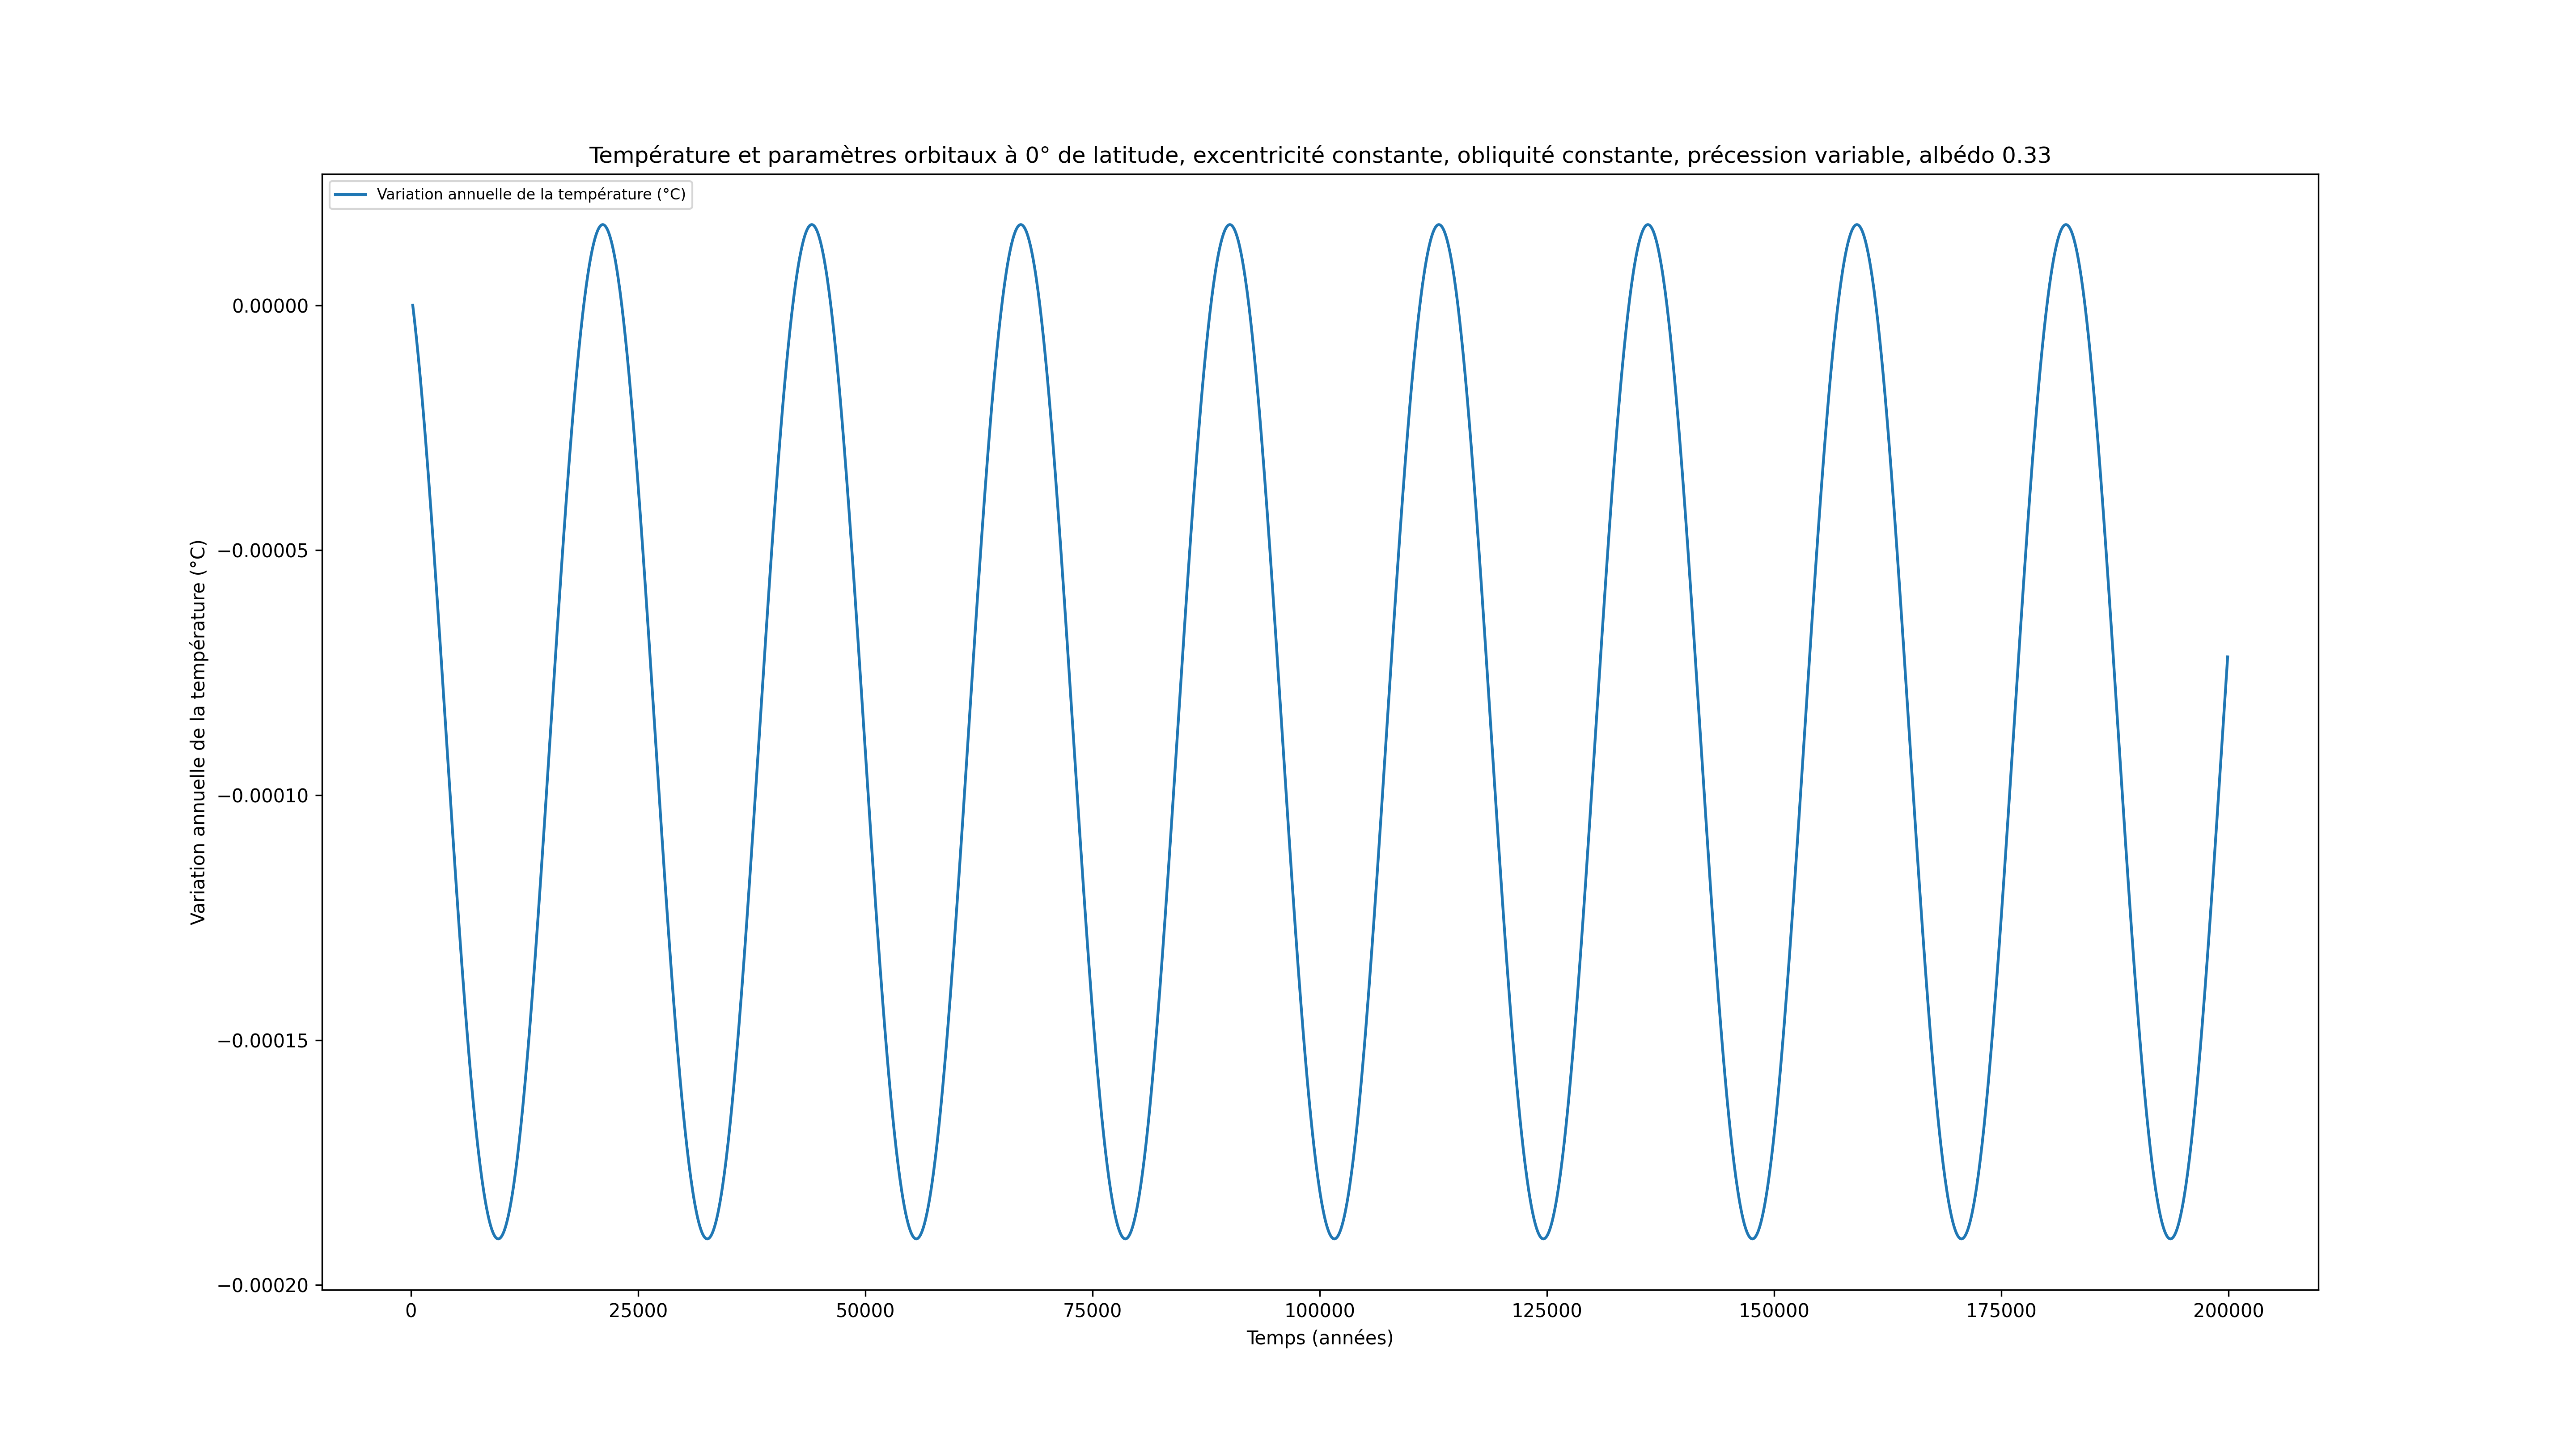 Température et paramètres orbitaux à 0° de latitude, excentricité constante, obliquité constante, précession variable, albédo 0.33
Variation annuelle de la température (°C)
Variation annuelle de la température (°C)
0.00000
−0.00005
−0.00010
−0.00015
−0.00020
0 25000 50000 75000 100000 125000 150000 175000 200000
Temps (années)